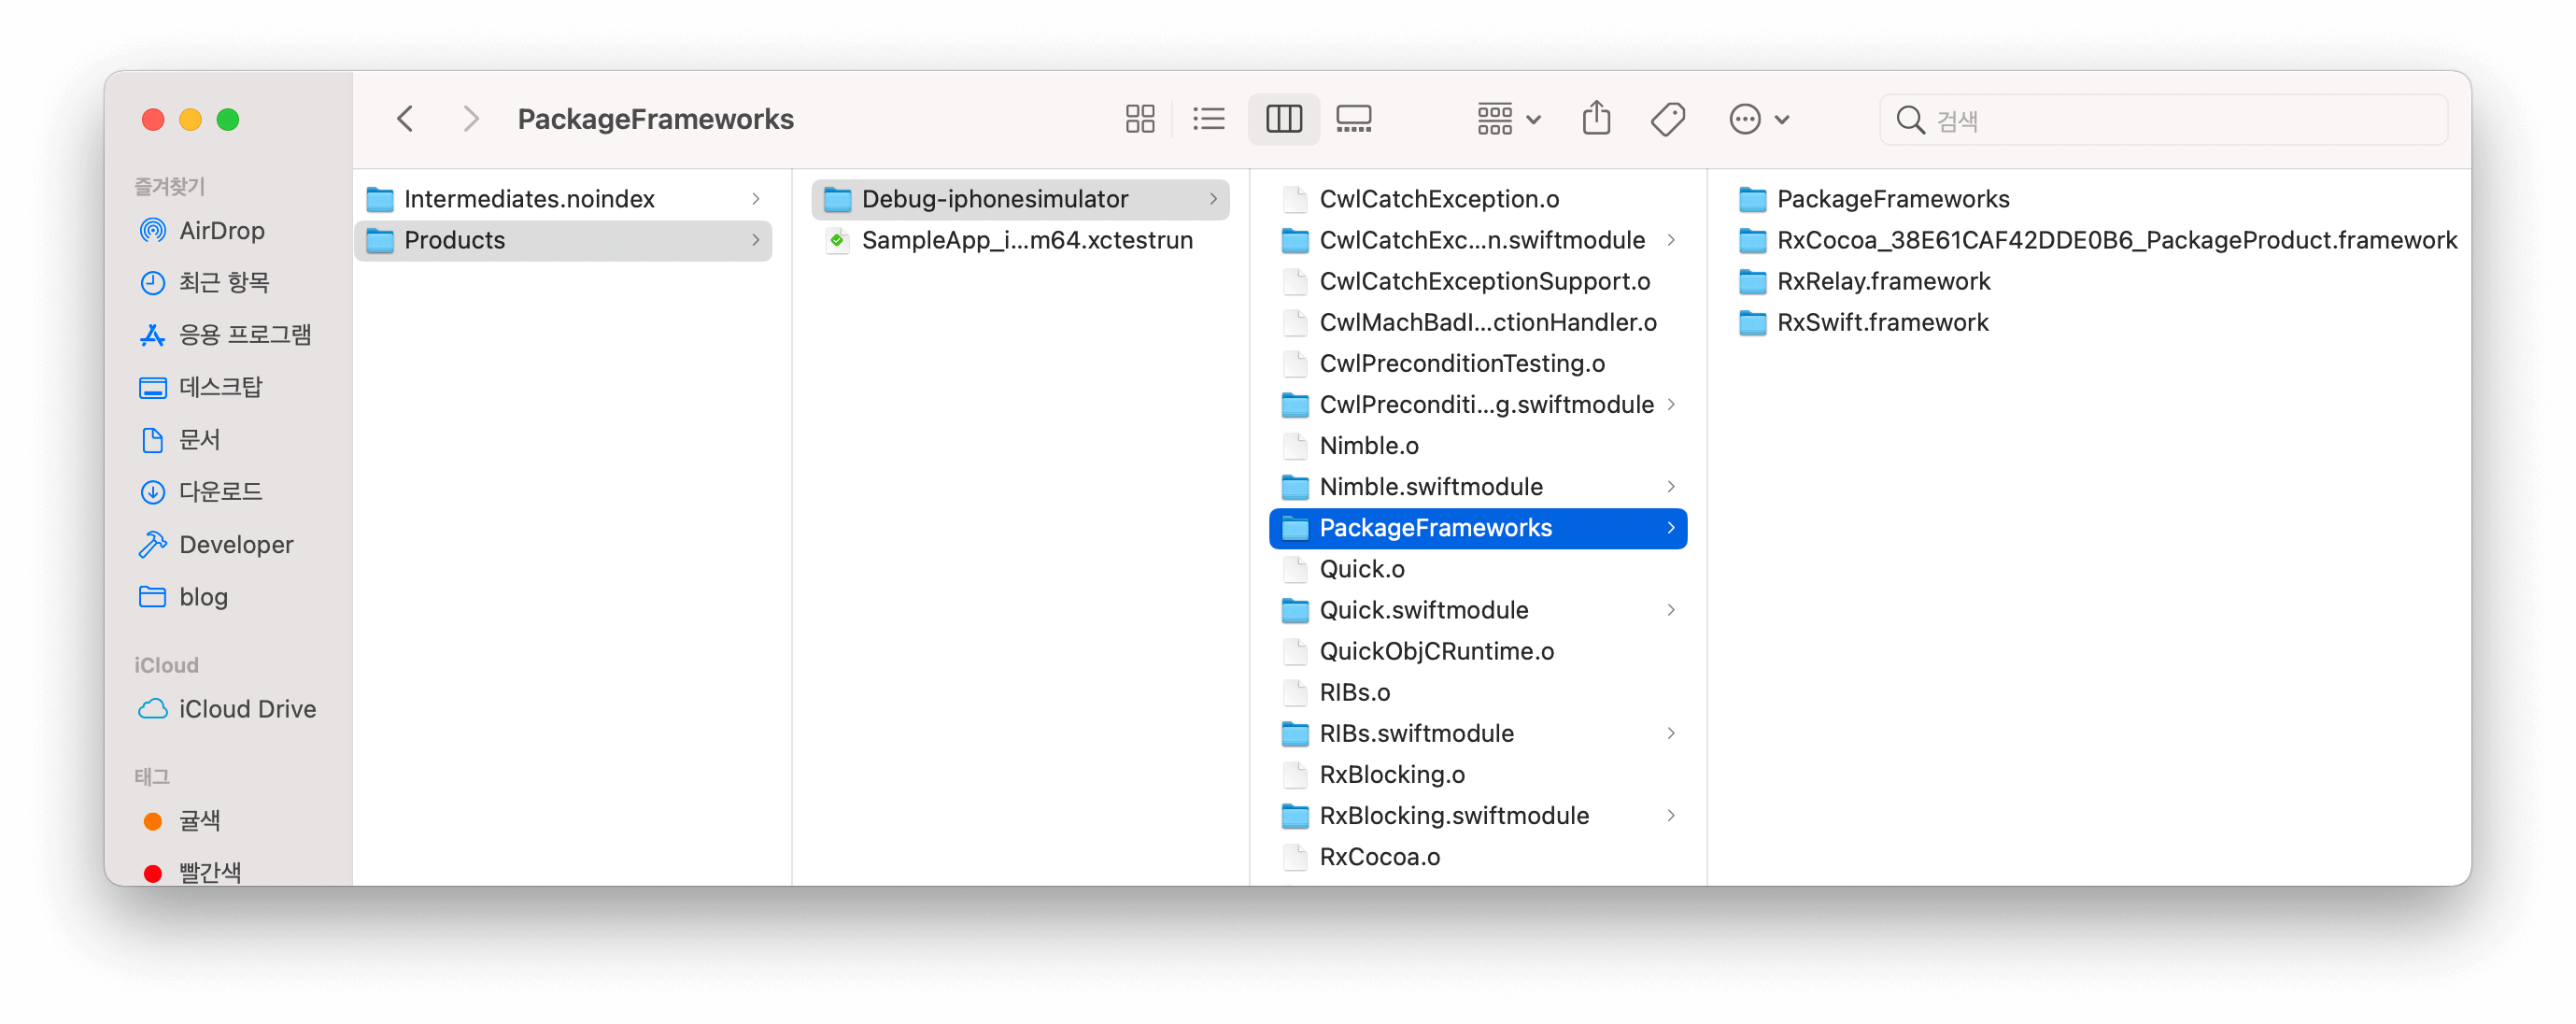 PackageFrameworks
검색
즐겨찾기
AirDrop
최근 항목
응용 프로그램
데스크탑
문서
다운로드
Developer
blog
iCloud
iCloud Drive
태그
귤색
빨간색
Intermediates.noindex
Products
Debug-iphonesimulator
SampleApp_i...m64.xctestrun
CwlCatchException.o
CwlCatchExc...n.swiftmodule
CwlCatchExceptionSupport.o
CwlMachBadI...ctionHandler.o
CwlPreconditionTesting.o
CwlPreconditi...g.swiftmodule
Nimble.o
Nimble.swiftmodule
PackageFrameworks
Quick.o
Quick.swiftmodule
QuickObjCRuntime.o
RIBs.o
RIBs.swiftmodule
RxBlocking.o
RxBlocking.swiftmodule
RxCocoa.o
PackageFrameworks
RxCocoa_38E61CAF42DDE0B6_PackageProduct.framework
RxRelay.framework
RxSwift.framework